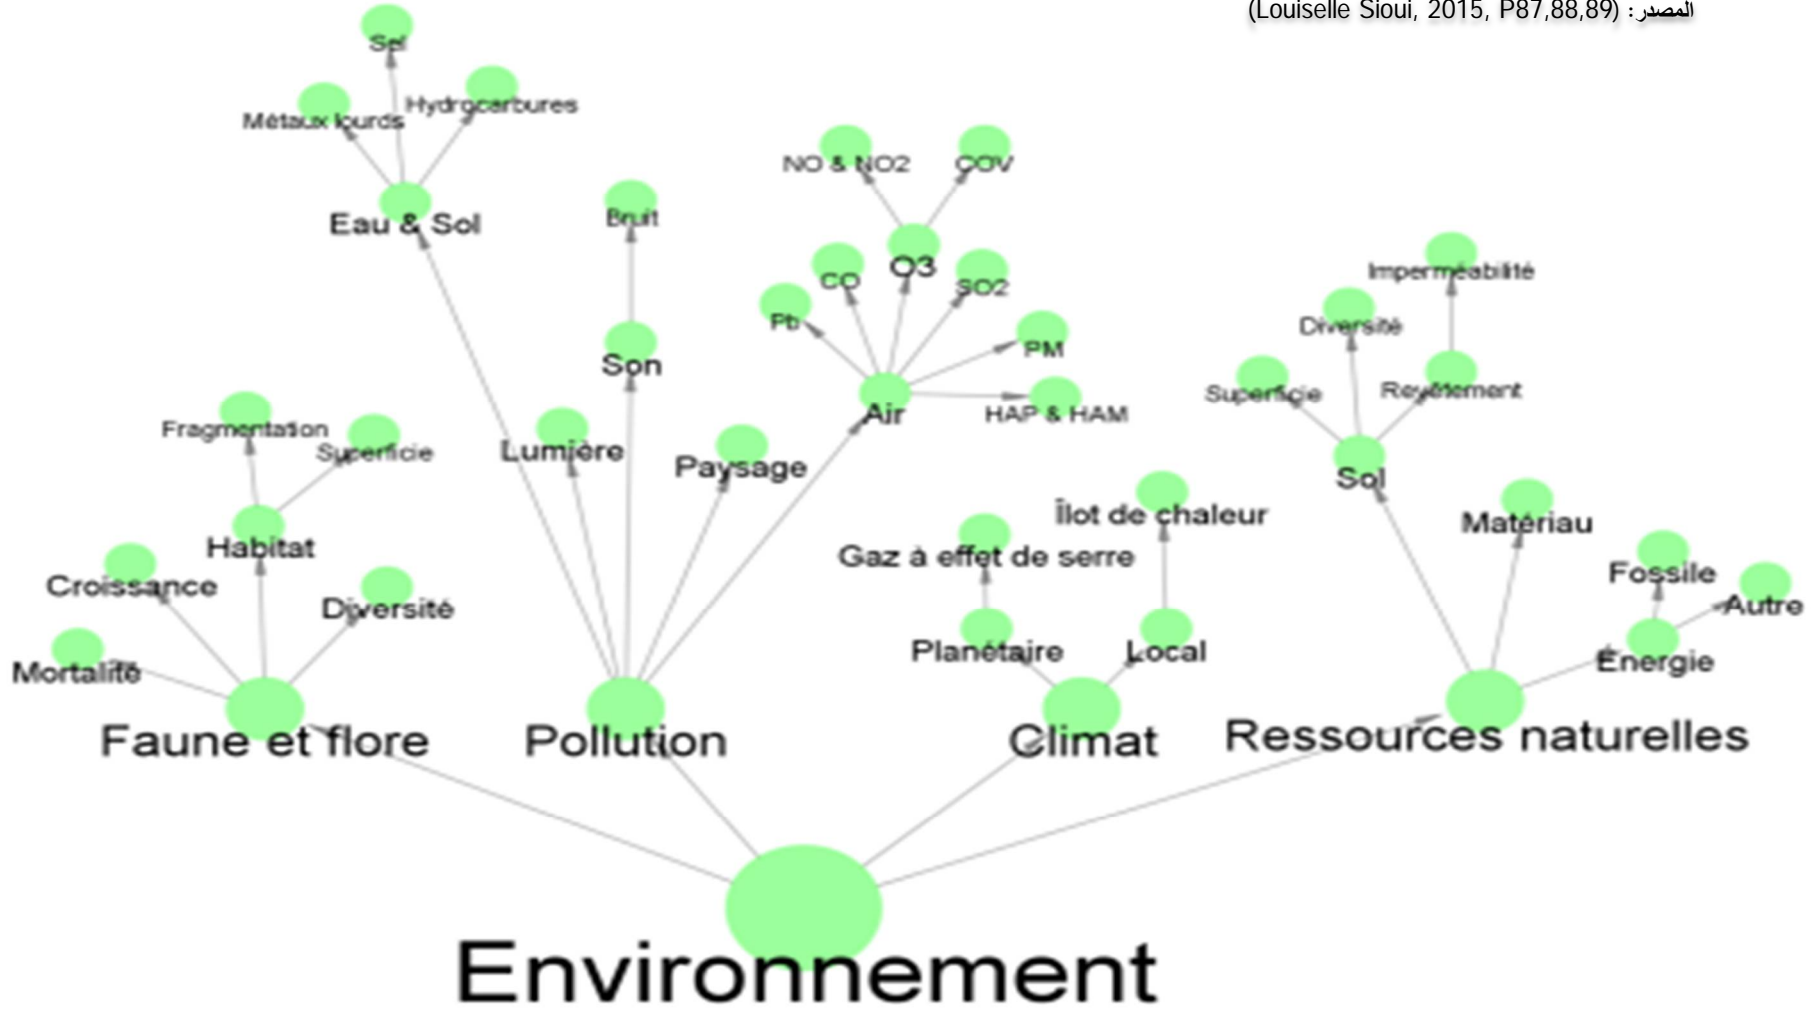 المصدر: (Louiselle Sioui, 2015, P87,88,89)
Sel
Métaux lourds
Hydrocarbures
Eau & Sol
Bruit
Son
Lumière
Paysage
NO & NO2
COV
O3
CO
SO2
Pb
PM
Air
HAP & HAM
Imperméabilité
Diversité
Superficie
Revêtement
Sol
Matériau
Fossile
Autre
Énergie
Fragmentation
Superficie
Habitat
Croissance
Diversité
Mortalité
Îlot de chaleur
Gaz à effet de serre
Planétaire
Local
Faune et flore
Pollution
Climat
Ressources naturelles
Environnement